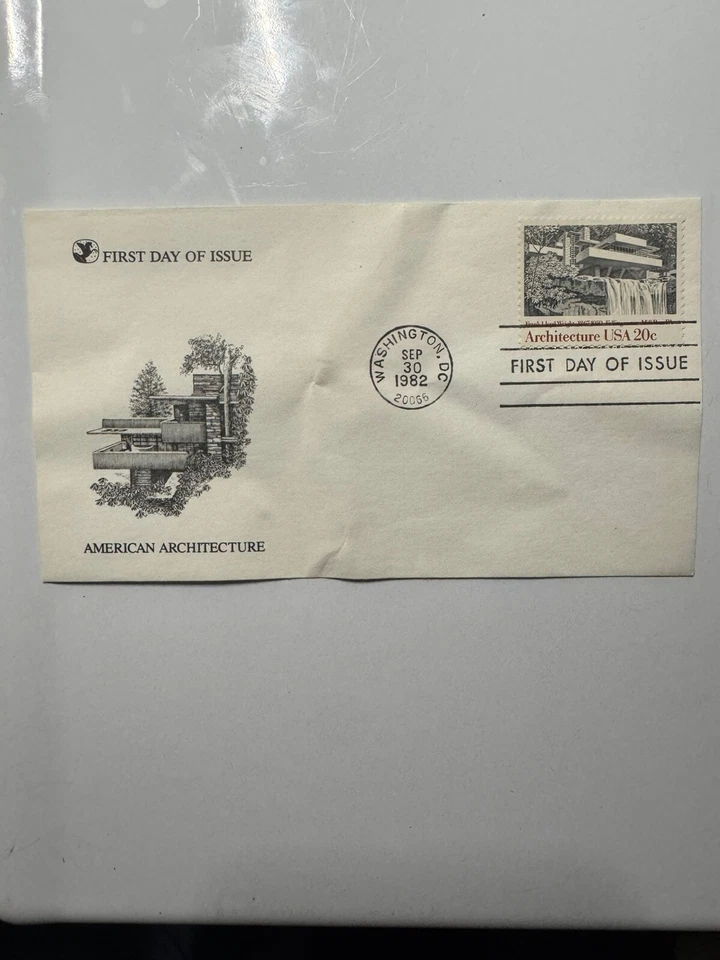 FIRST DAY OF ISSUE
Architecture USA 20c
WASHINGTON, DC
SEP
30
1982
20066
FIRST DAY OF ISSUE
AMERICAN ARCHITECTURE